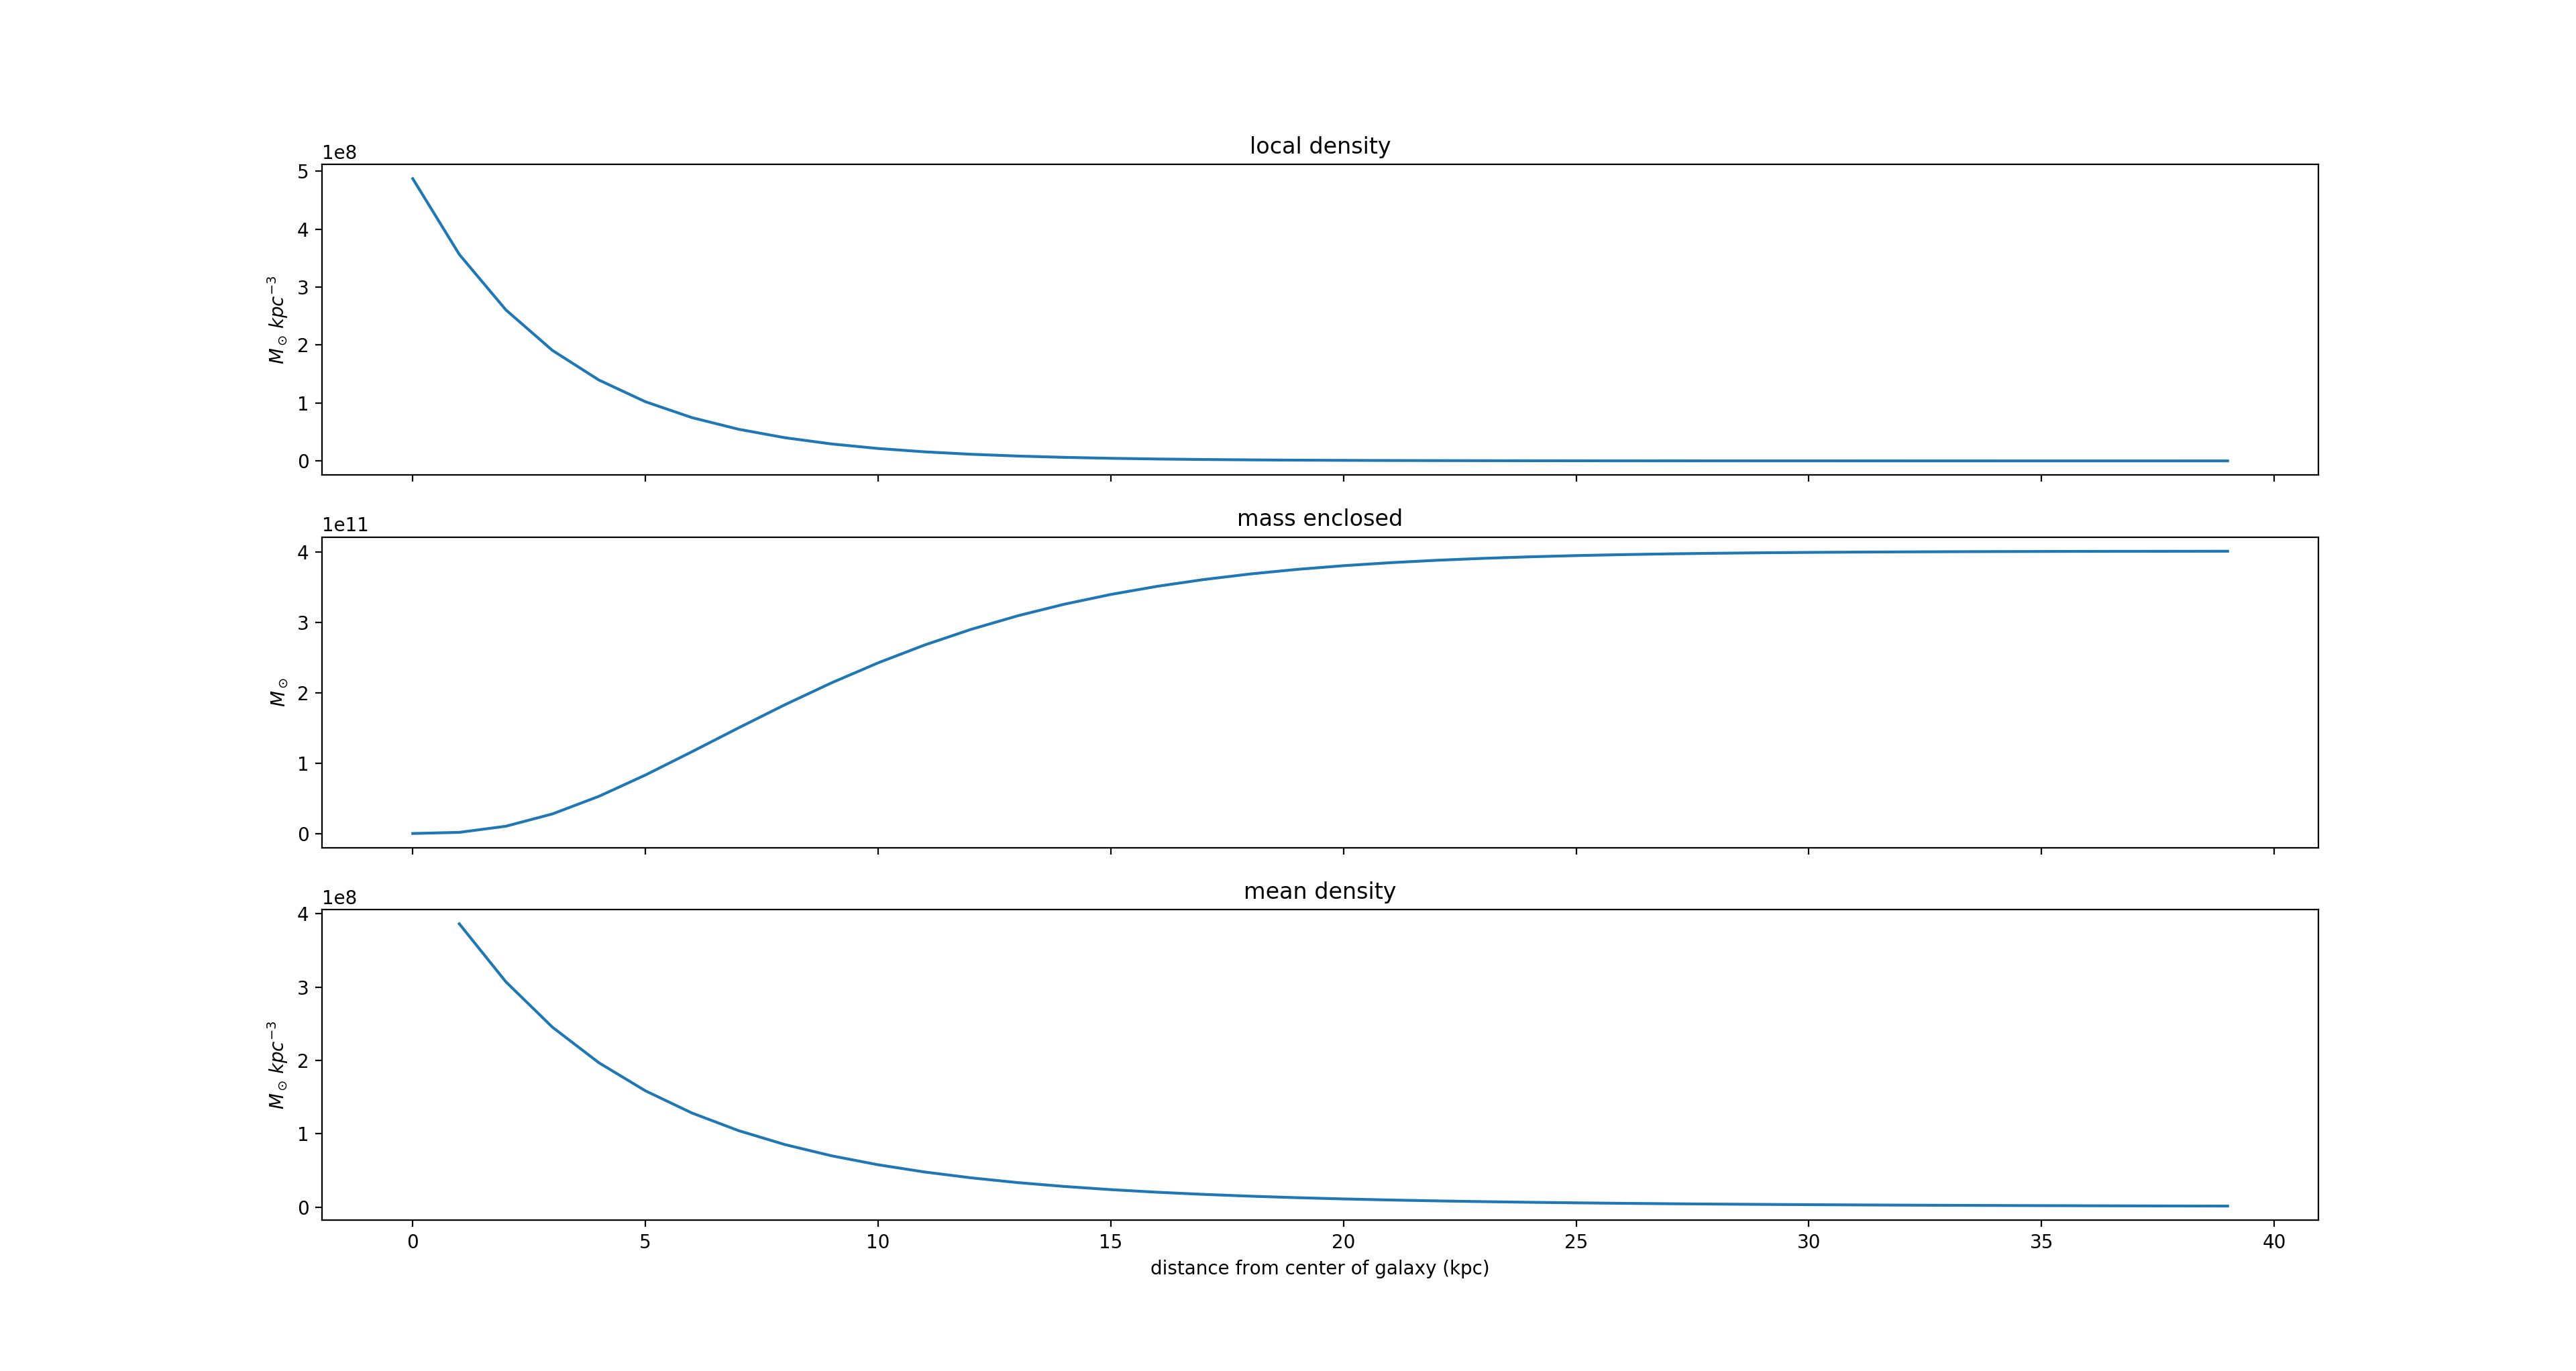 local density
1e8
5
4
3
2
1
0
M⊙ kpc⁻³
mass enclosed
1e11
4
3
2
1
0
M⊙
mean density
1e8
4
3
2
1
0
M⊙ kpc⁻³
0 5 10 15 20 25 30 35 40
distance from center of galaxy (kpc)